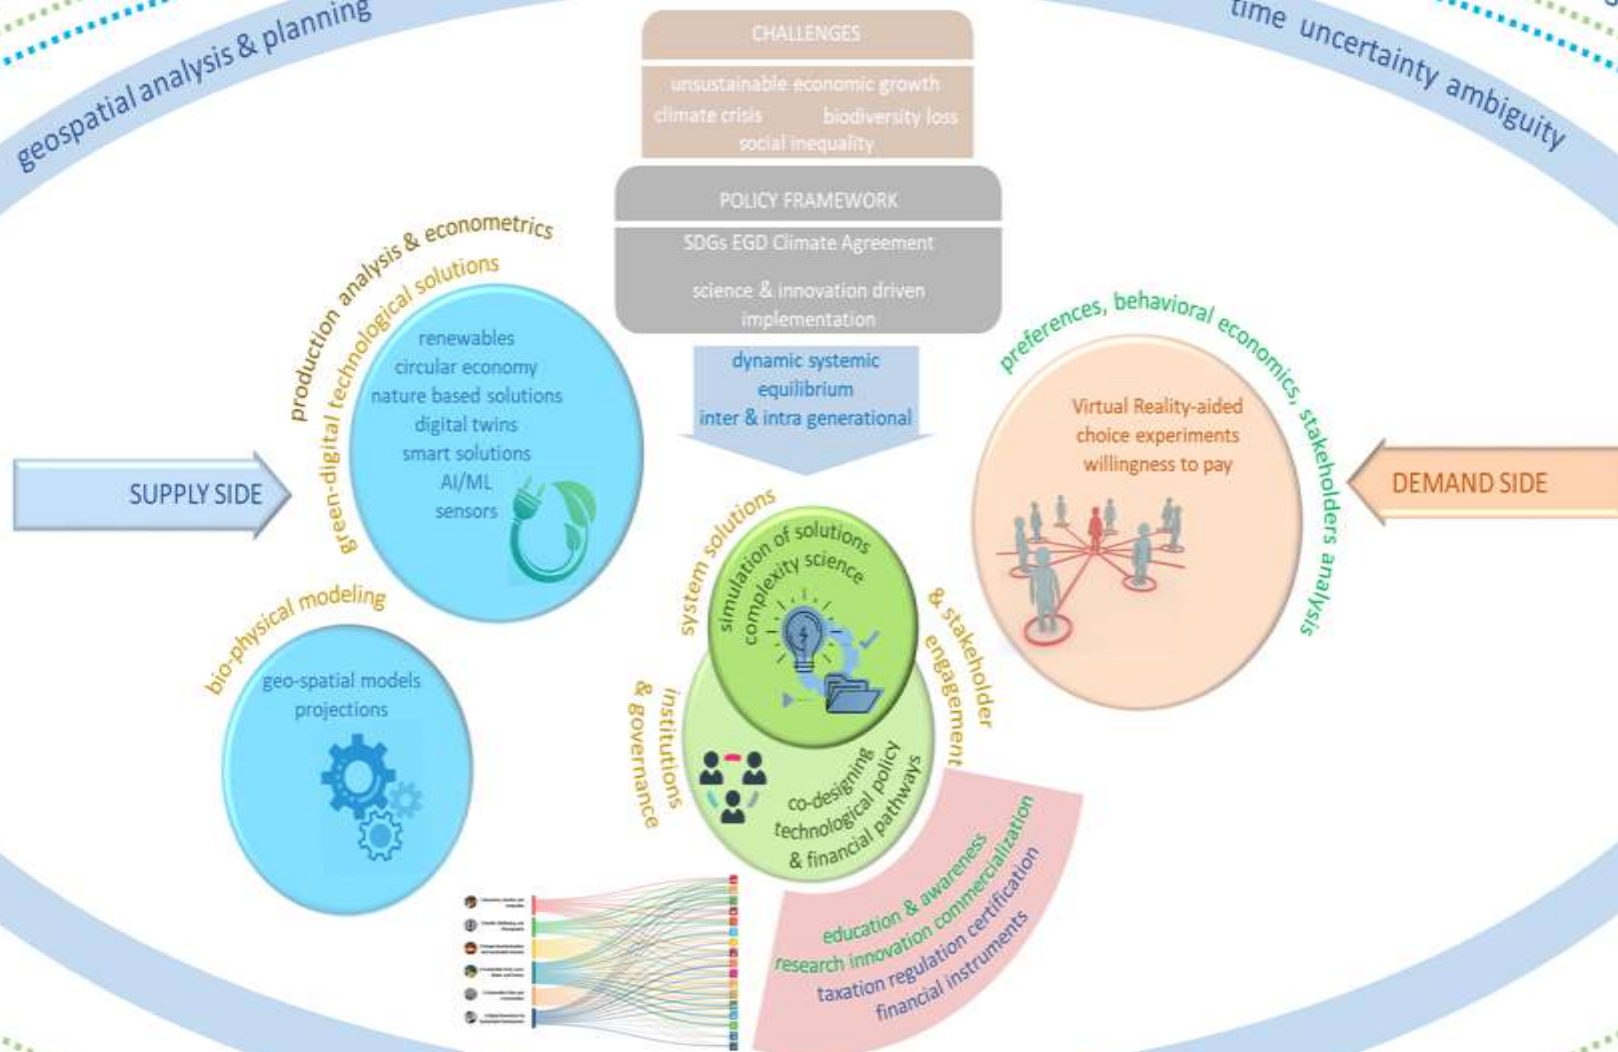 geospatial analysis & planning
time uncertainty ambiguity
CHALLENGES
unsustainable economic growth
climate crisis biodiversity loss
social inequality
POLICY FRAMEWORK
SDGs EGD Climate Agreement
science & innovation driven
implementation
dynamic systemic
equilibrium
inter & intra generational
SUPPLY SIDE
production analysis & econometrics
green-digital technological solutions
renewables
circular economy
nature based solutions
digital twins
smart solutions
AI/ML
sensors
bio-physical modeling
geo-spatial models
projections
preferences, behavioral economics, stakeholders analysis
Virtual Reality-aided
choice experiments
willingness to pay
DEMAND SIDE
system solutions
simulation of solutions
complexity science
& stakeholder
engagement
institutions
& governance
co-designing
technological policy
& financial pathways
education & awareness
research innovation commercialization
taxation regulation certification
financial instruments